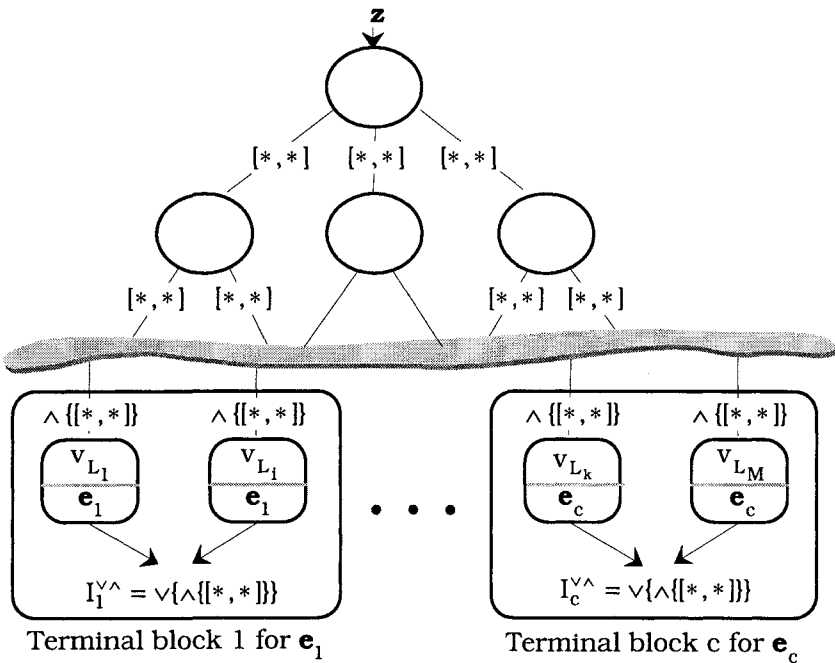 z
[*,*] [*,*] [*,*]
[*,*] [*,*] [*,*] [*,*]
∧{[*,*]} ∧{[*,*]} ∧{[*,*]} ∧{[*,*]}
v_{L_1} v_{L_i} v_{L_k} v_{L_M}
e_1 e_1 • • • e_c e_c
I_1^{∨∧} = ∨{∧{[*,*]}} I_c^{∨∧} = ∨{∧{[*,*]}}
Terminal block 1 for e_1 Terminal block c for e_c